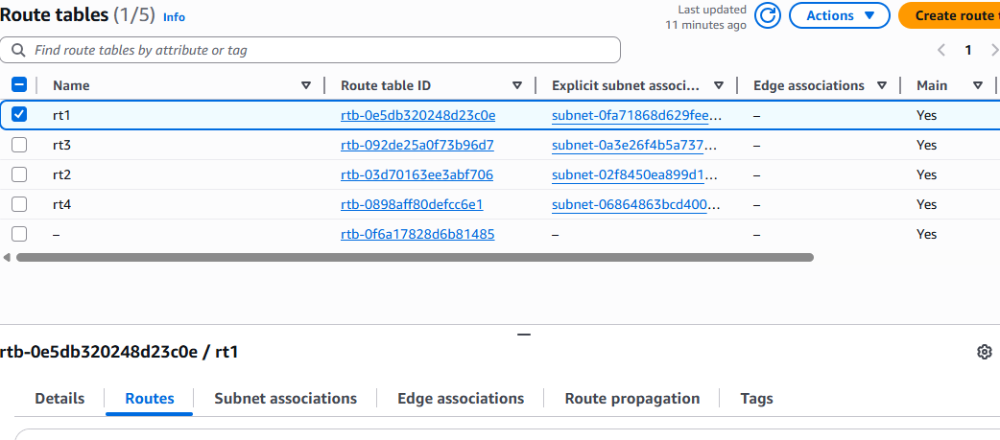 Route tables (1/5) Info
Last updated
11 minutes ago
Actions
Create route
Find route tables by attribute or tag
1
Name Route table ID Explicit subnet associ... Edge associations Main
rt1 rtb-0e5db320248d23c0e subnet-0fa71868d629fee... – Yes
rt3 rtb-092de25a0f73b96d7 subnet-0a3e26f4b5a737... – Yes
rt2 rtb-03d70163ee3abf706 subnet-02f8450ea899d1... – Yes
rt4 rtb-0898aff80defcc6e1 subnet-06864863bcd400... – Yes
– rtb-0f6a17828d6b81485 – – Yes
rtb-0e5db320248d23c0e / rt1
Details Routes Subnet associations Edge associations Route propagation Tags